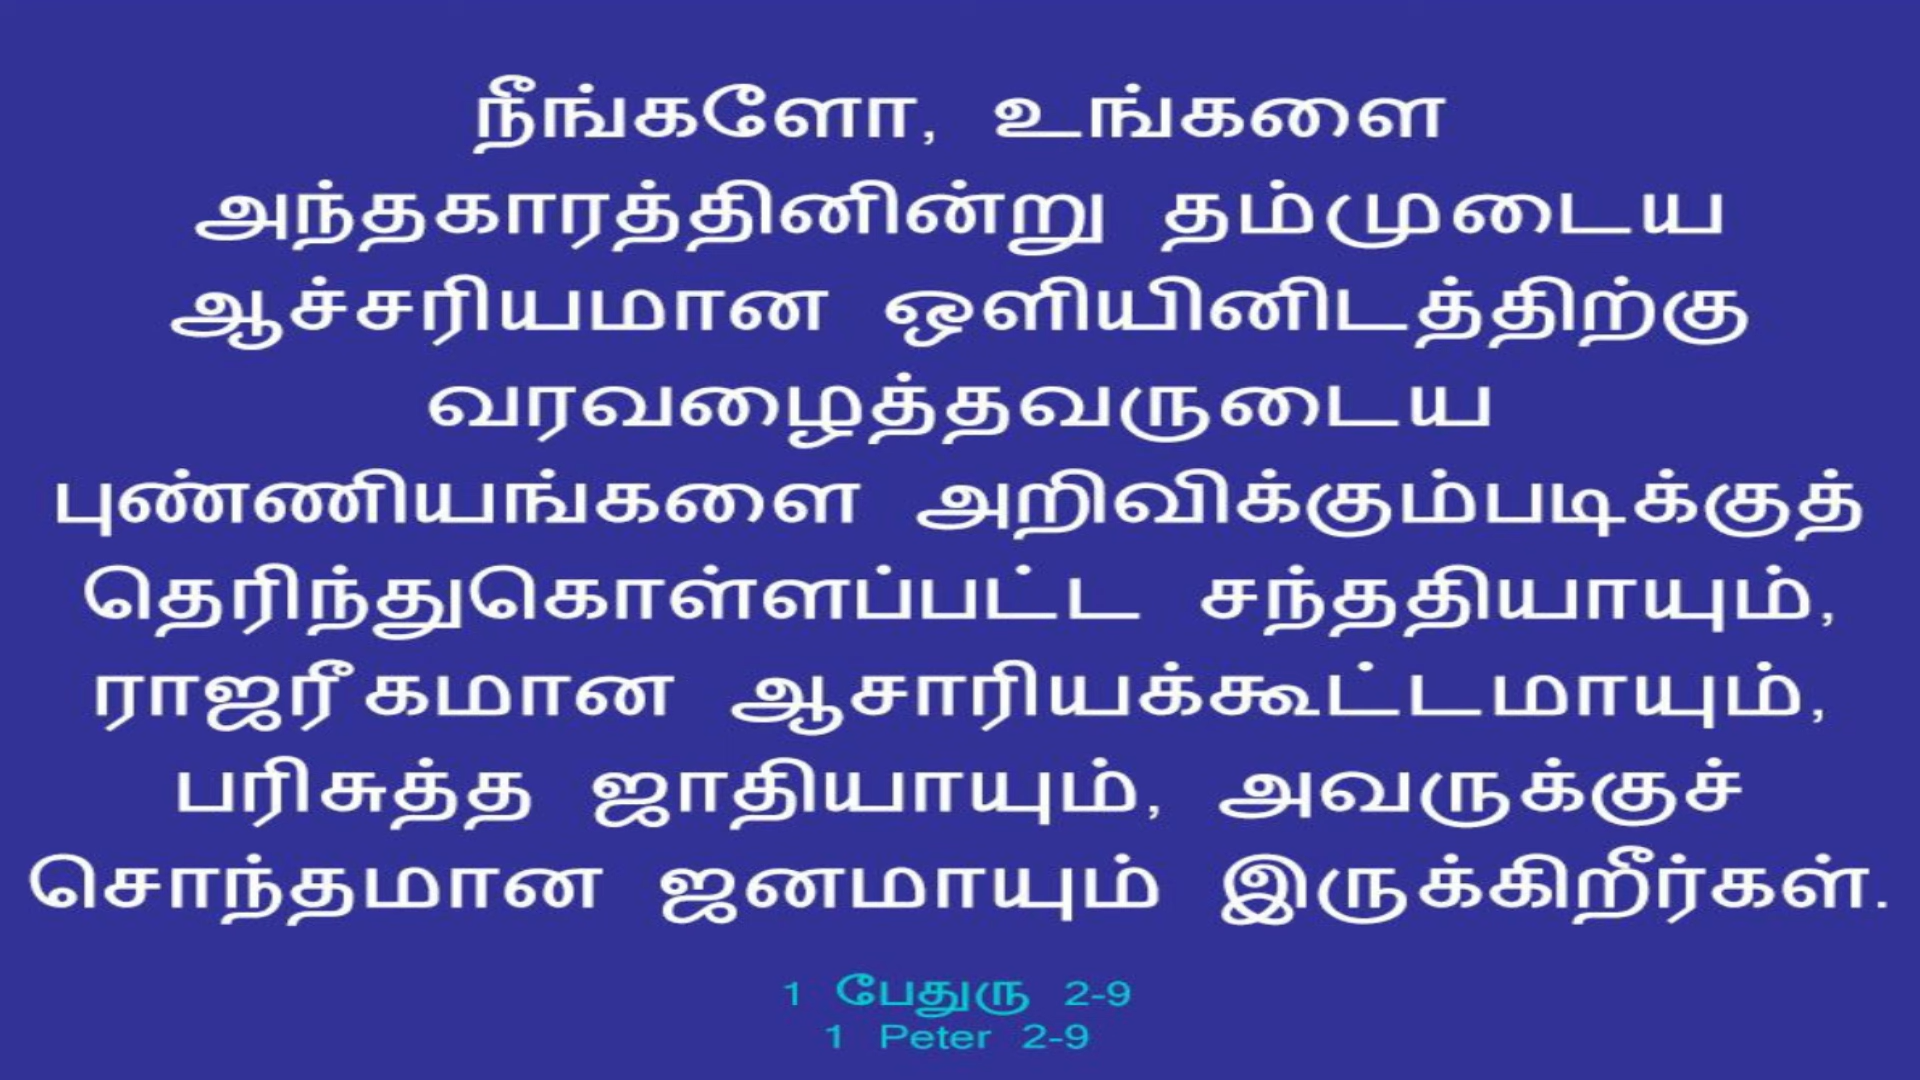 நீங்களோ, உங்களை
அந்தகாரத்தினின்று தம்முடைய
ஆச்சரியமான ஒளியினிடத்திற்கு
வரவழைத்தவருடைய
புண்ணியங்களை அறிவிக்கும்படிக்குத்
தெரிந்துகொள்ளப்பட்ட சந்ததியாயும்,
ராஜரீகமான ஆசாரியக்கூட்டமாயும்,
பரிசுத்த ஜாதியாயும், அவருக்குச்
சொந்தமான ஜனமாயும் இருக்கிறீர்கள்.
1 பேதுரு 2-9
1 Peter 2-9